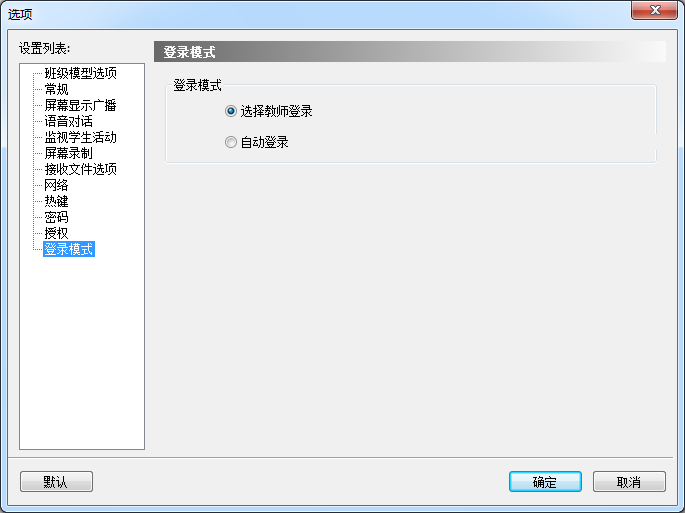 选项
设置列表:
班级模型选项
常规
屏幕显示广播
语音对话
监视学生活动
屏幕录制
接收文件选项
网络
热键
密码
授权
登录模式
登录模式
登录模式
选择教师登录
自动登录
默认
确定
取消